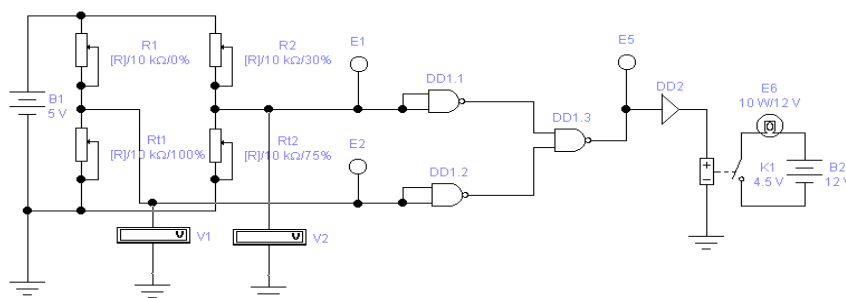 R1
[R]/10 kΩ/0%
R2
[R]/10 kΩ/30%
E1
E5
DD1.1
DD2
E6
10 W/12 V
B1
5 V
DD1.3
Rt1
[R]/10 kΩ/100%
Rt2
[R]/10 kΩ/75%
E2
DD1.2
K1
4.5 V
B2
12 V
V
V1
V
V2